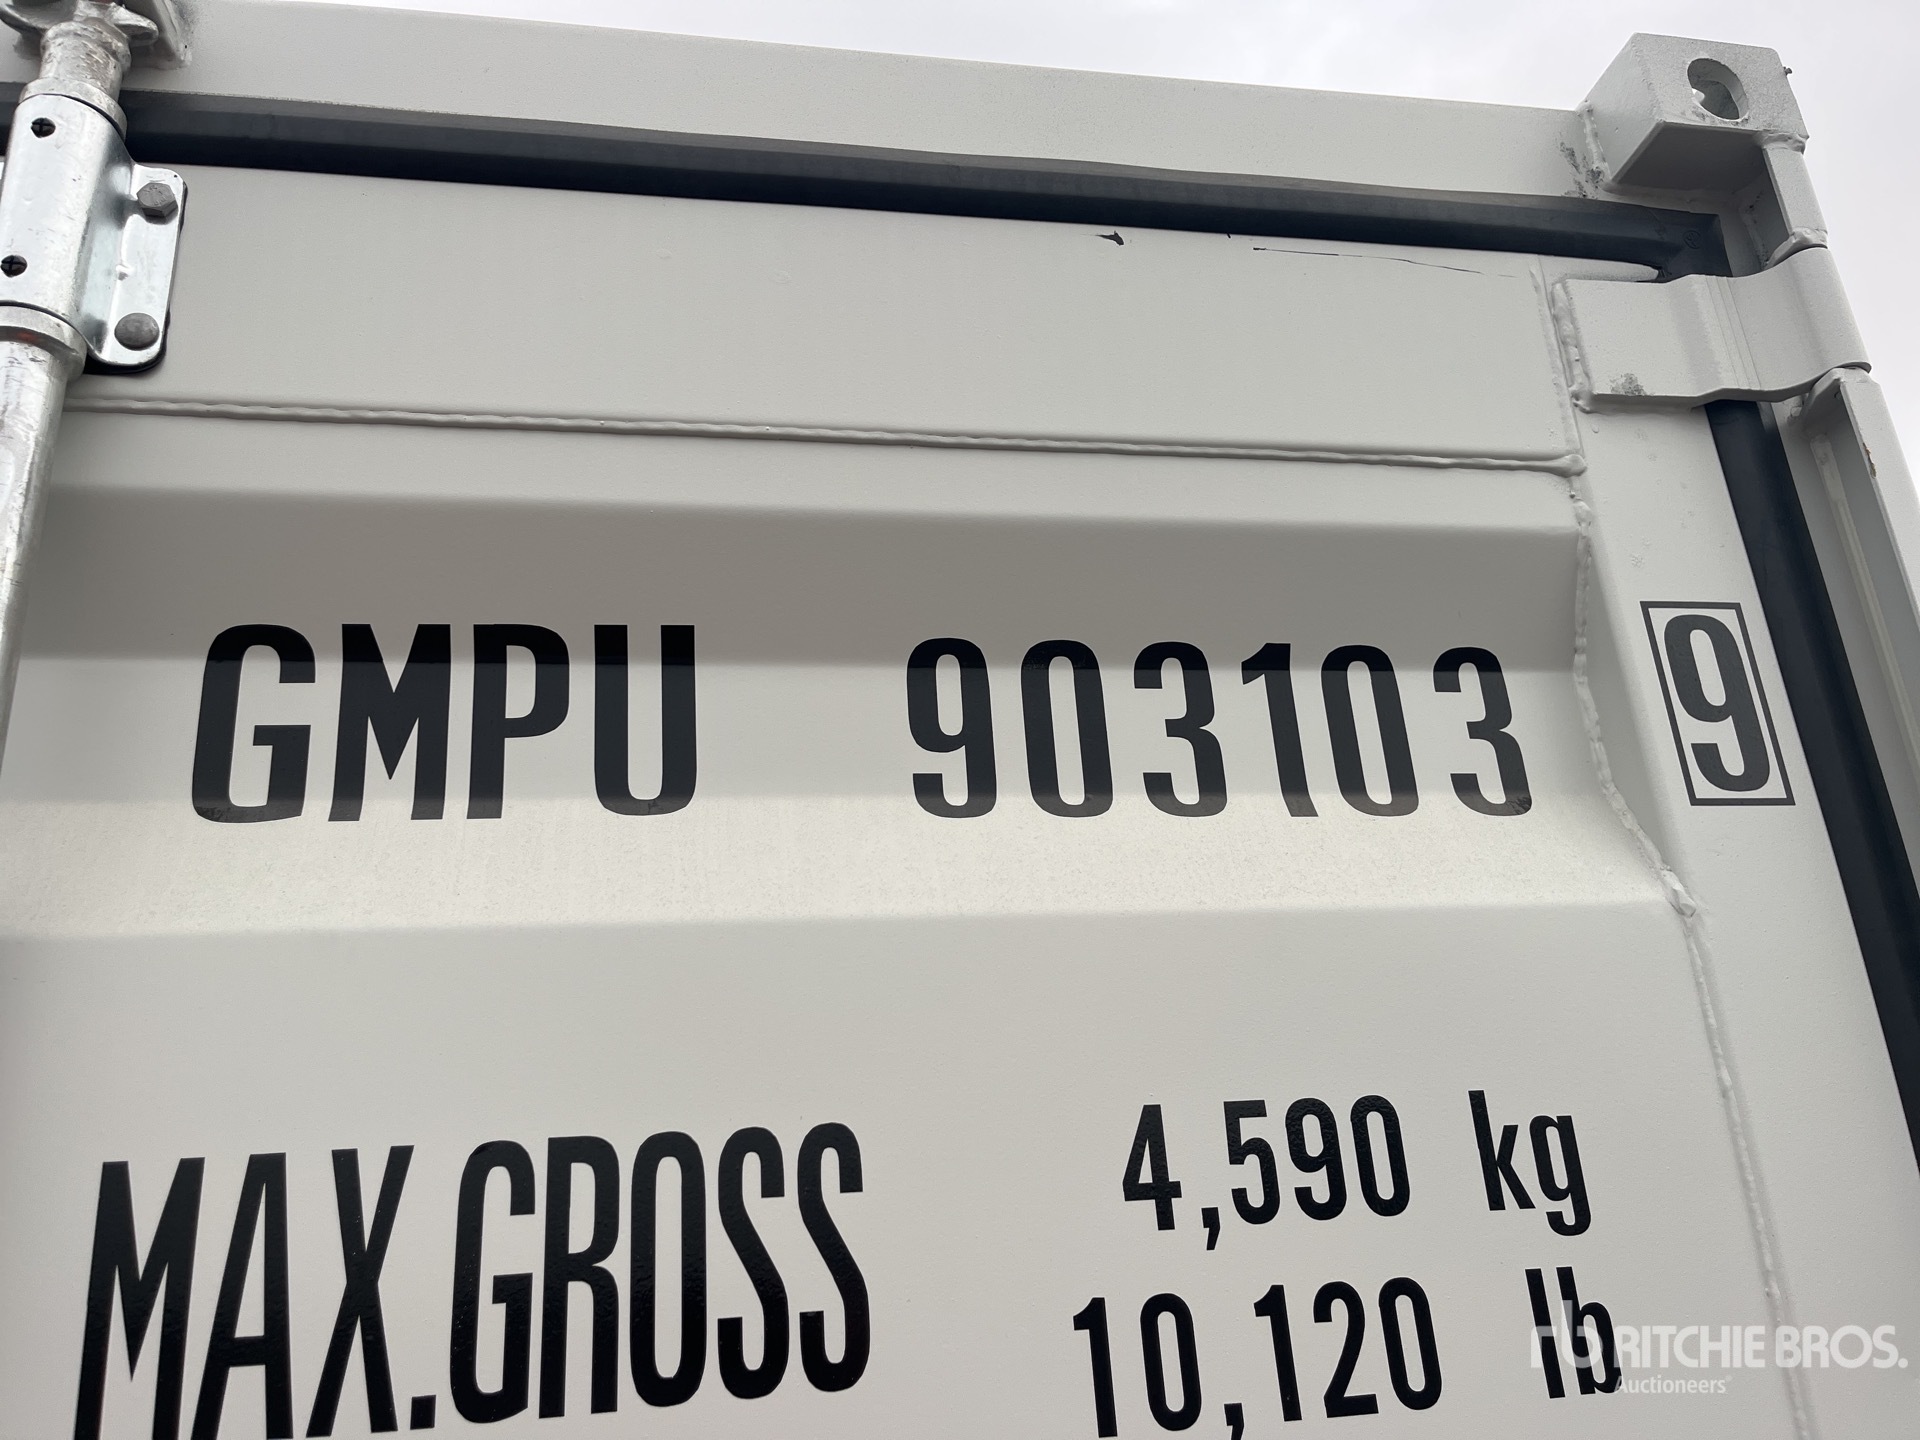 GMPU 903103 9
MAX.GROSS 4,590 kg
10,120 lb
RITCHIE BROS.
Auctioneers